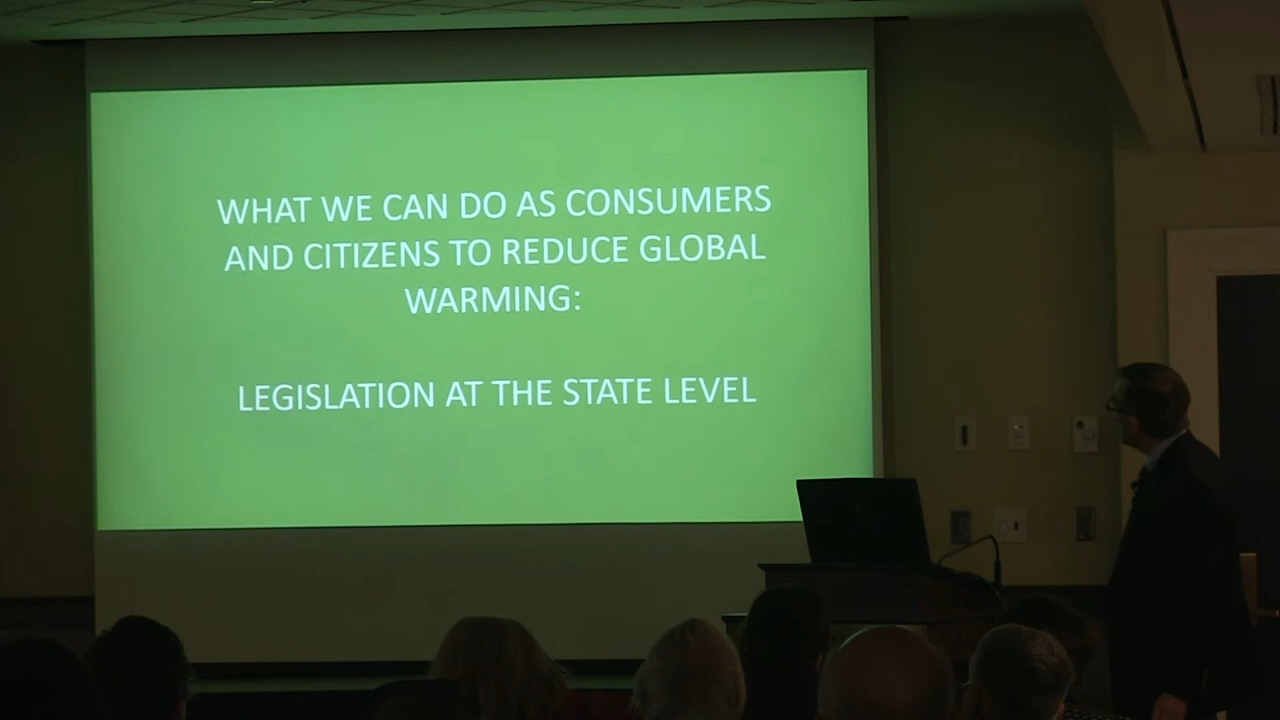 WHAT WE CAN DO AS CONSUMERS
AND CITIZENS TO REDUCE GLOBAL
WARMING:
LEGISLATION AT THE STATE LEVEL